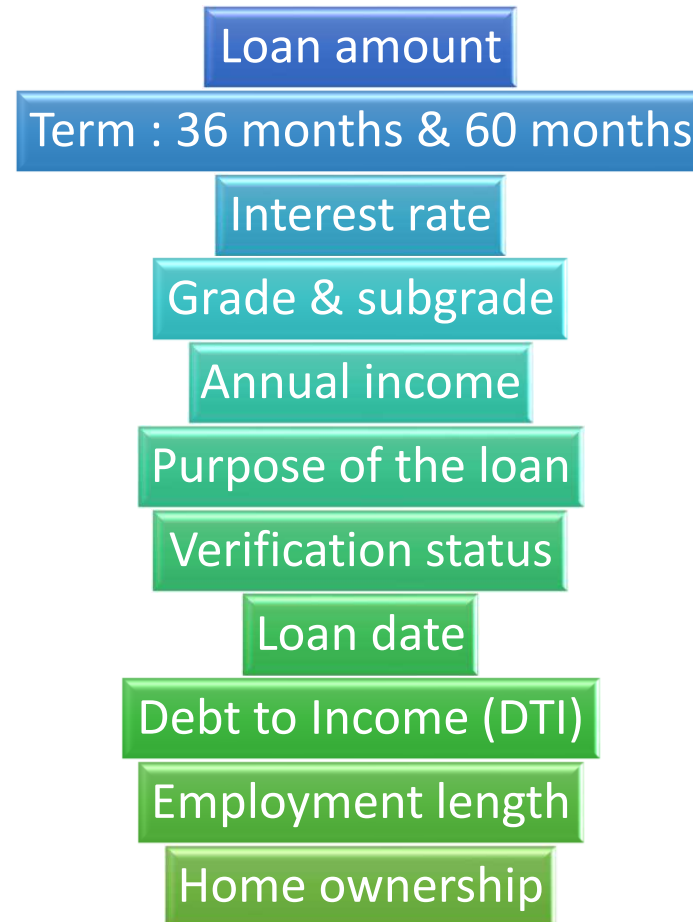 Loan amount
Term : 36 months & 60 months
Interest rate
Grade & subgrade
Annual income
Purpose of the loan
Verification status
Loan date
Debt to Income (DTI)
Employment length
Home ownership